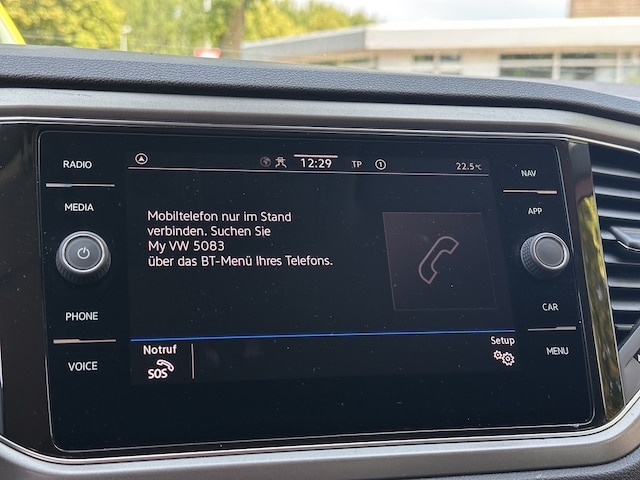 RADIO
MEDIA
PHONE
VOICE
12:29 TP 1 22.5°C
Mobiltelefon nur im Stand
verbinden. Suchen Sie
My VW 5083
über das BT-Menü Ihres Telefons.
Notruf
SOS
Setup
NAV
APP
CAR
MENU